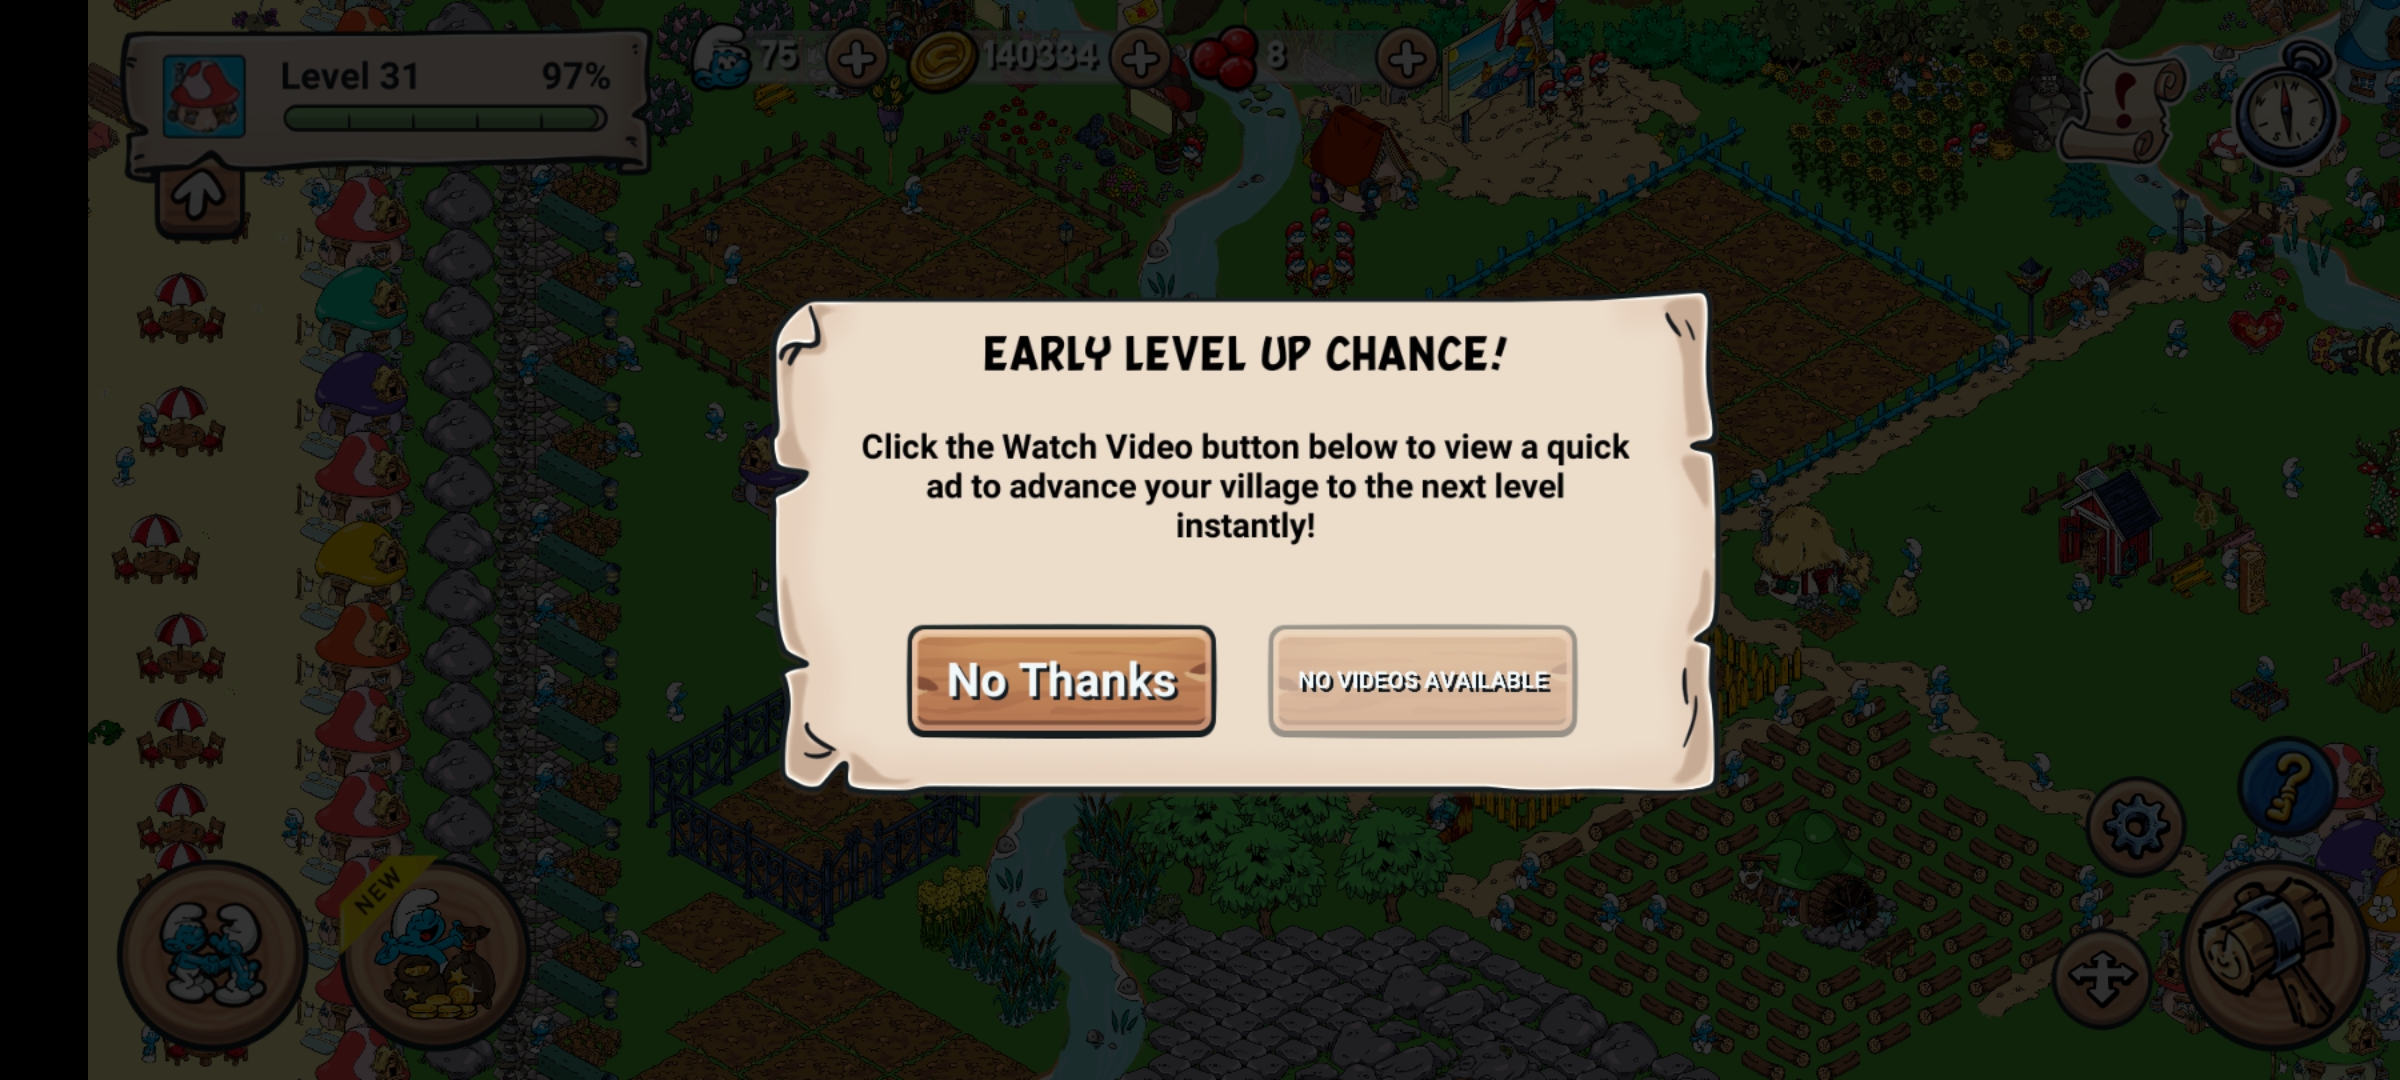 Level 31 97%
75
140334
8
EARLY LEVEL UP CHANCE!
Click the Watch Video button below to view a quick
ad to advance your village to the next level
instantly!
No Thanks
NO VIDEOS AVAILABLE
NEW